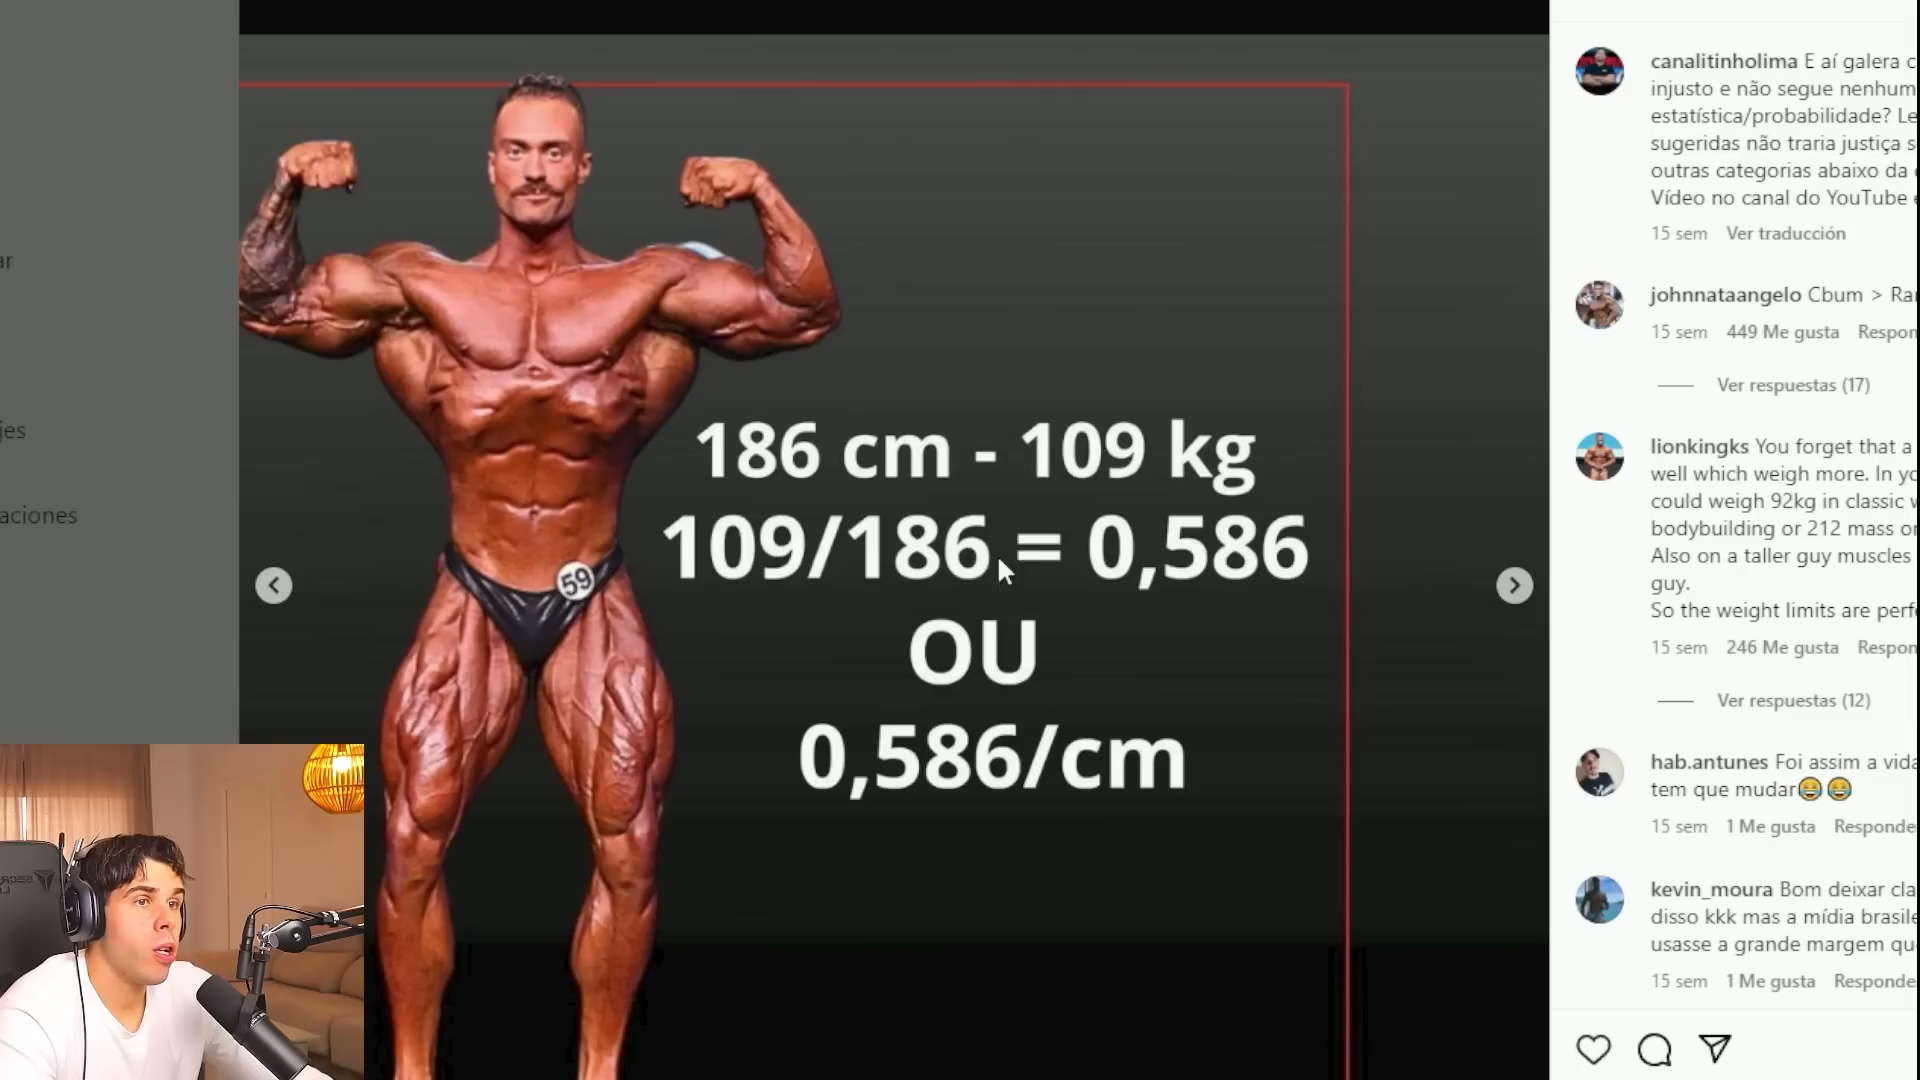 ar
jes
aciones
59
186 cm - 109 kg
109/186 = 0,586
OU
0,586/cm
canalitinholima E aí galera c
injusto e não segue nenhum
estatística/probabilidade? Le
sugeridas não traria justiça s
outras categorias abaixo da
Vídeo no canal do YouTube e
15 sem Ver traducción
johnnataangelo Cbum > Ra
15 sem 449 Me gusta Respon
Ver respuestas (17)
lionkingks You forget that a
well which weigh more. In yo
could weigh 92kg in classic w
bodybuilding or 212 mass or
Also on a taller guy muscles
guy.
So the weight limits are perf
15 sem 246 Me gusta Respon
Ver respuestas (12)
hab.antunes Foi assim a vida
tem que mudar😂😂
15 sem 1 Me gusta Responde
kevin_moura Bom deixar cla
disso kkk mas a mídia brasile
usasse a grande margem qu
15 sem 1 Me gusta Responde